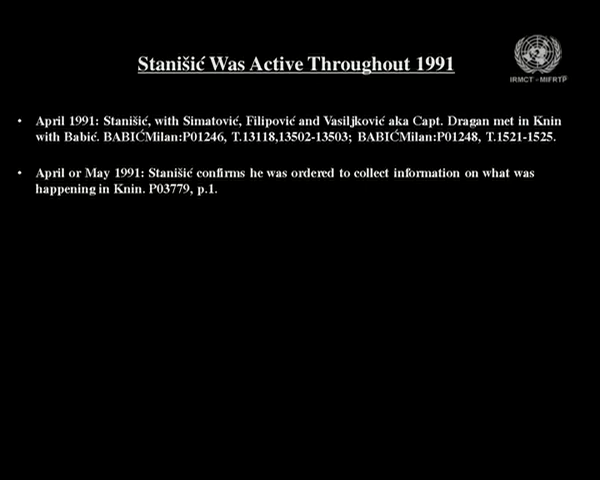 Stanišić Was Active Throughout 1991
IRMCT - MIFRTP
• April 1991: Stanišić, with Simatović, Filipović and Vasiljković aka Capt. Dragan met in Knin
with Babić. BABIĆMilan:P01246, T.13118,13502-13503; BABIĆMilan:P01248, T.1521-1525.
• April or May 1991: Stanišić confirms he was ordered to collect information on what was
happening in Knin. P03779, p.1.